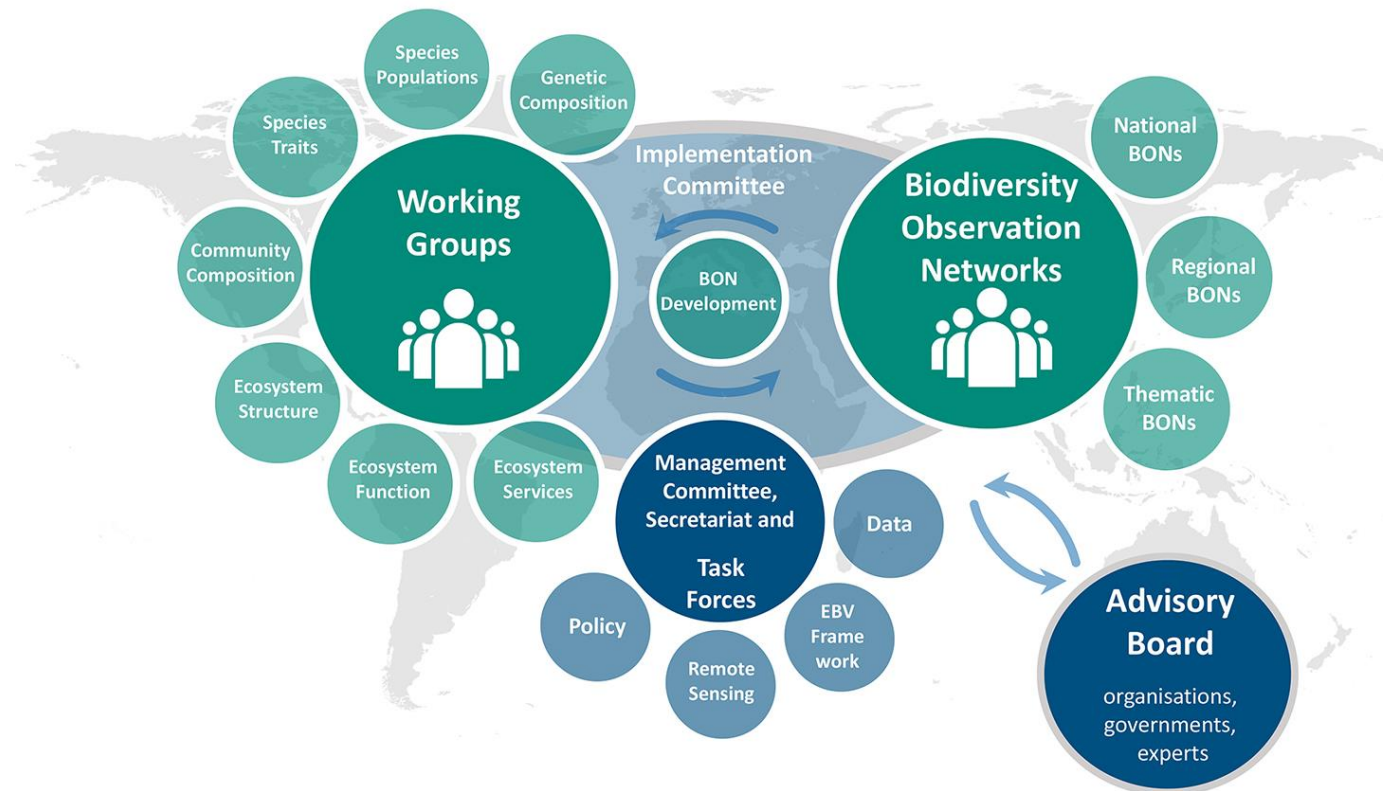 Species
Populations
Genetic
Composition
Species
Traits
Community
Composition
Ecosystem
Structure
Ecosystem
Function
Ecosystem
Services
Working
Groups
Implementation
Committee
BON
Development
Biodiversity
Observation
Networks
National
BONs
Regional
BONs
Thematic
BONs
Management
Committee,
Secretariat and
Task
Forces
Data
EBV
Frame
work
Remote
Sensing
Policy
Advisory
Board
organisations,
governments,
experts